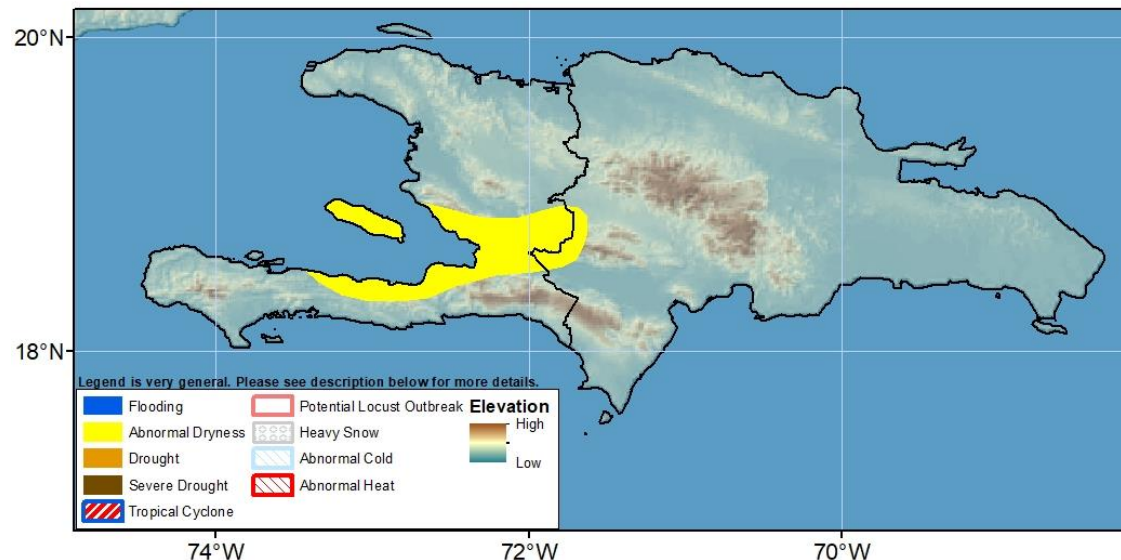 20°N
18°N
Legend is very general. Please see description below for more details.
Flooding
Abnormal Dryness
Drought
Severe Drought
Tropical Cyclone
Potential Locust Outbreak
Heavy Snow
Abnormal Cold
Abnormal Heat
Elevation
High
Low
74°W
72°W
70°W